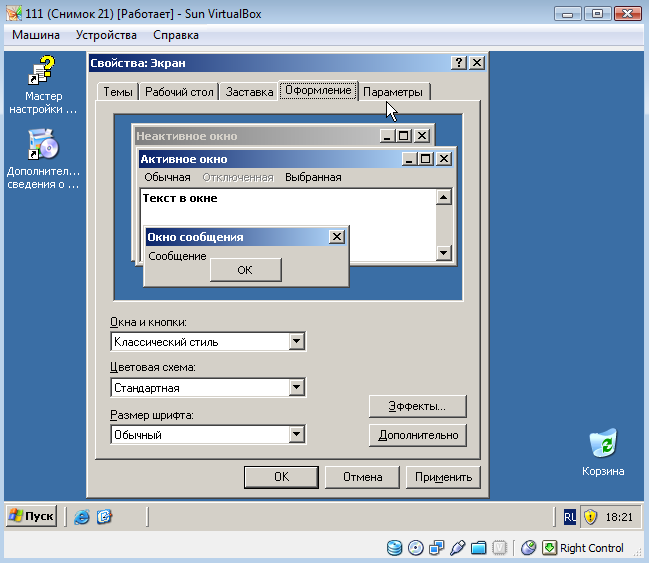 111 (Снимок 21) [Работает] - Sun VirtualBox
Машина Устройства Справка
Мастер
настройки ...
Дополнител...
сведения о ...
Свойства: Экран
Темы Рабочий стол Заставка Оформление Параметры
Неактивное окно
Активное окно
Обычная Отключенная Выбранная
Текст в окне
Окно сообщения
Сообщение
OK
Окна и кнопки:
Классический стиль
Цветовая схема:
Стандартная
Эффекты...
Размер шрифта:
Обычный
Дополнительно
OK Отмена Применить
Корзина
Пуск
RL
18:21
Right Control